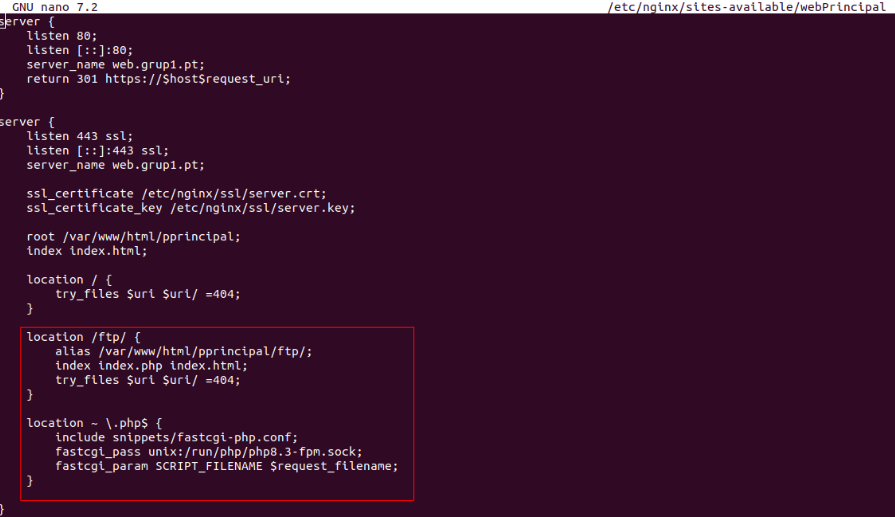 GNU nano 7.2 /etc/nginx/sites-available/webPrincipal
server {
    listen 80;
    listen [::]:80;
    server_name web.grup1.pt;
    return 301 https://$host$request_uri;
}

server {
    listen 443 ssl;
    listen [::]:443 ssl;
    server_name web.grup1.pt;

    ssl_certificate /etc/nginx/ssl/server.crt;
    ssl_certificate_key /etc/nginx/ssl/server.key;

    root /var/www/html/pprincipal;
    index index.html;

    location / {
        try_files $uri $uri/ =404;
    }

    location /ftp/ {
        alias /var/www/html/pprincipal/ftp/;
        index index.php index.html;
        try_files $uri $uri/ =404;
    }

    location ~ \.php$ {
        include snippets/fastcgi-php.conf;
        fastcgi_pass unix:/run/php/php8.3-fpm.sock;
        fastcgi_param SCRIPT_FILENAME $request_filename;
    }

}